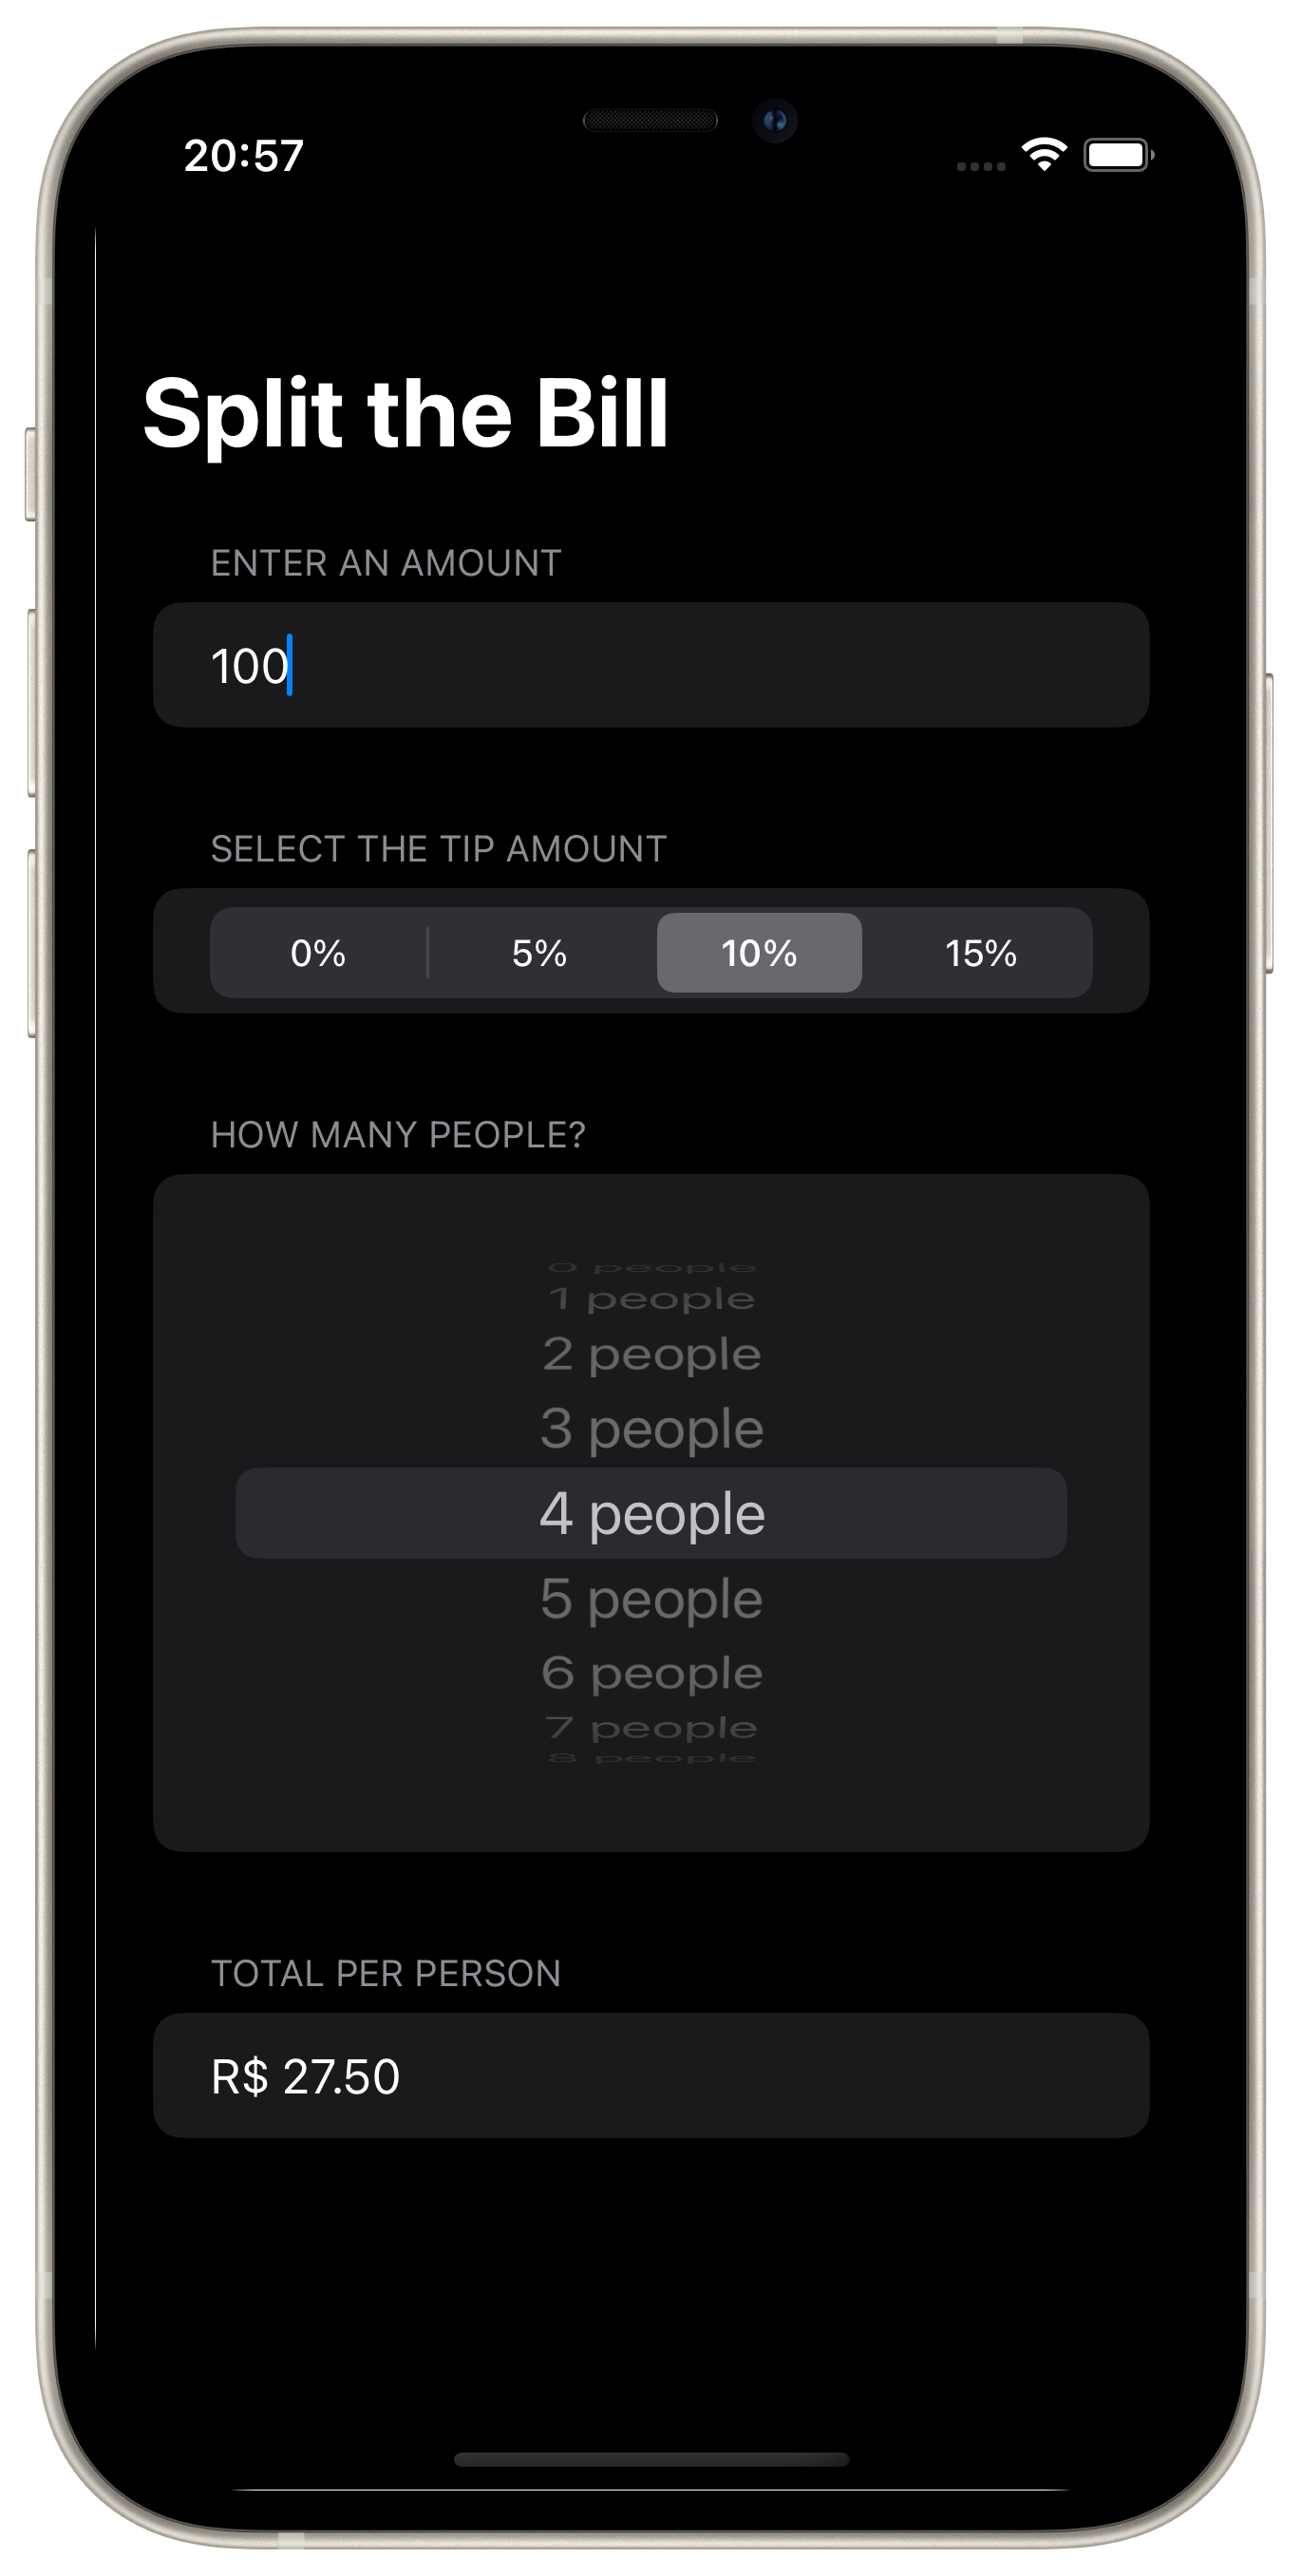 20:57
Split the Bill
ENTER AN AMOUNT
100
SELECT THE TIP AMOUNT
0% 5% 10% 15%
HOW MANY PEOPLE?
0 people
1 people
2 people
3 people
4 people
5 people
6 people
7 people
8 people
TOTAL PER PERSON
R$ 27.50